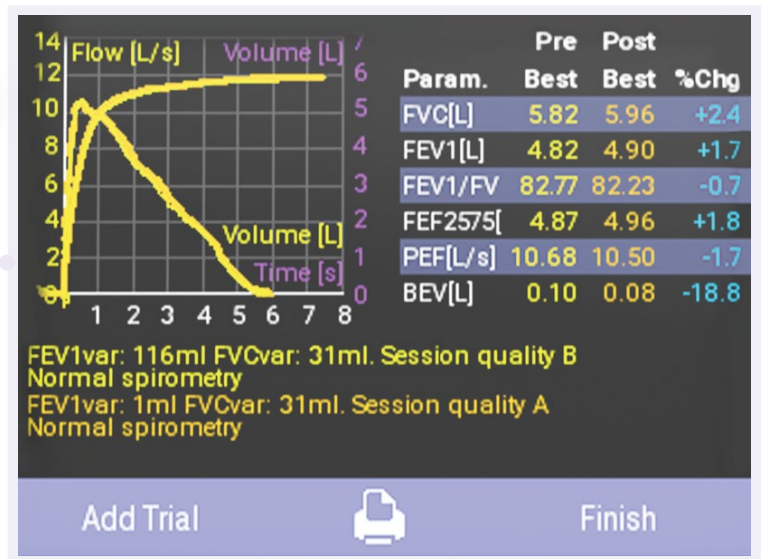 14
Flow [L/s] Volume [L] 7
12 6
10 5
8 4
6 3
4 Volume [L] 2
2 Time [s] 1
0 0
1 2 3 4 5 6 7 8
Pre Post
Param. Best Best %Chg
FVC[L] 5.82 5.96 +2.4
FEV1[L] 4.82 4.90 +1.7
FEV1/FV 82.77 82.23 -0.7
FEF2575[ 4.87 4.96 +1.8
PEF[L/s] 10.68 10.50 -1.7
BEV[L] 0.10 0.08 -18.8
FEV1var: 116ml FVCvar: 31ml. Session quality B
Normal spirometry
FEV1var: 1ml FVCvar: 31ml. Session quality A
Normal spirometry
Add Trial Finish